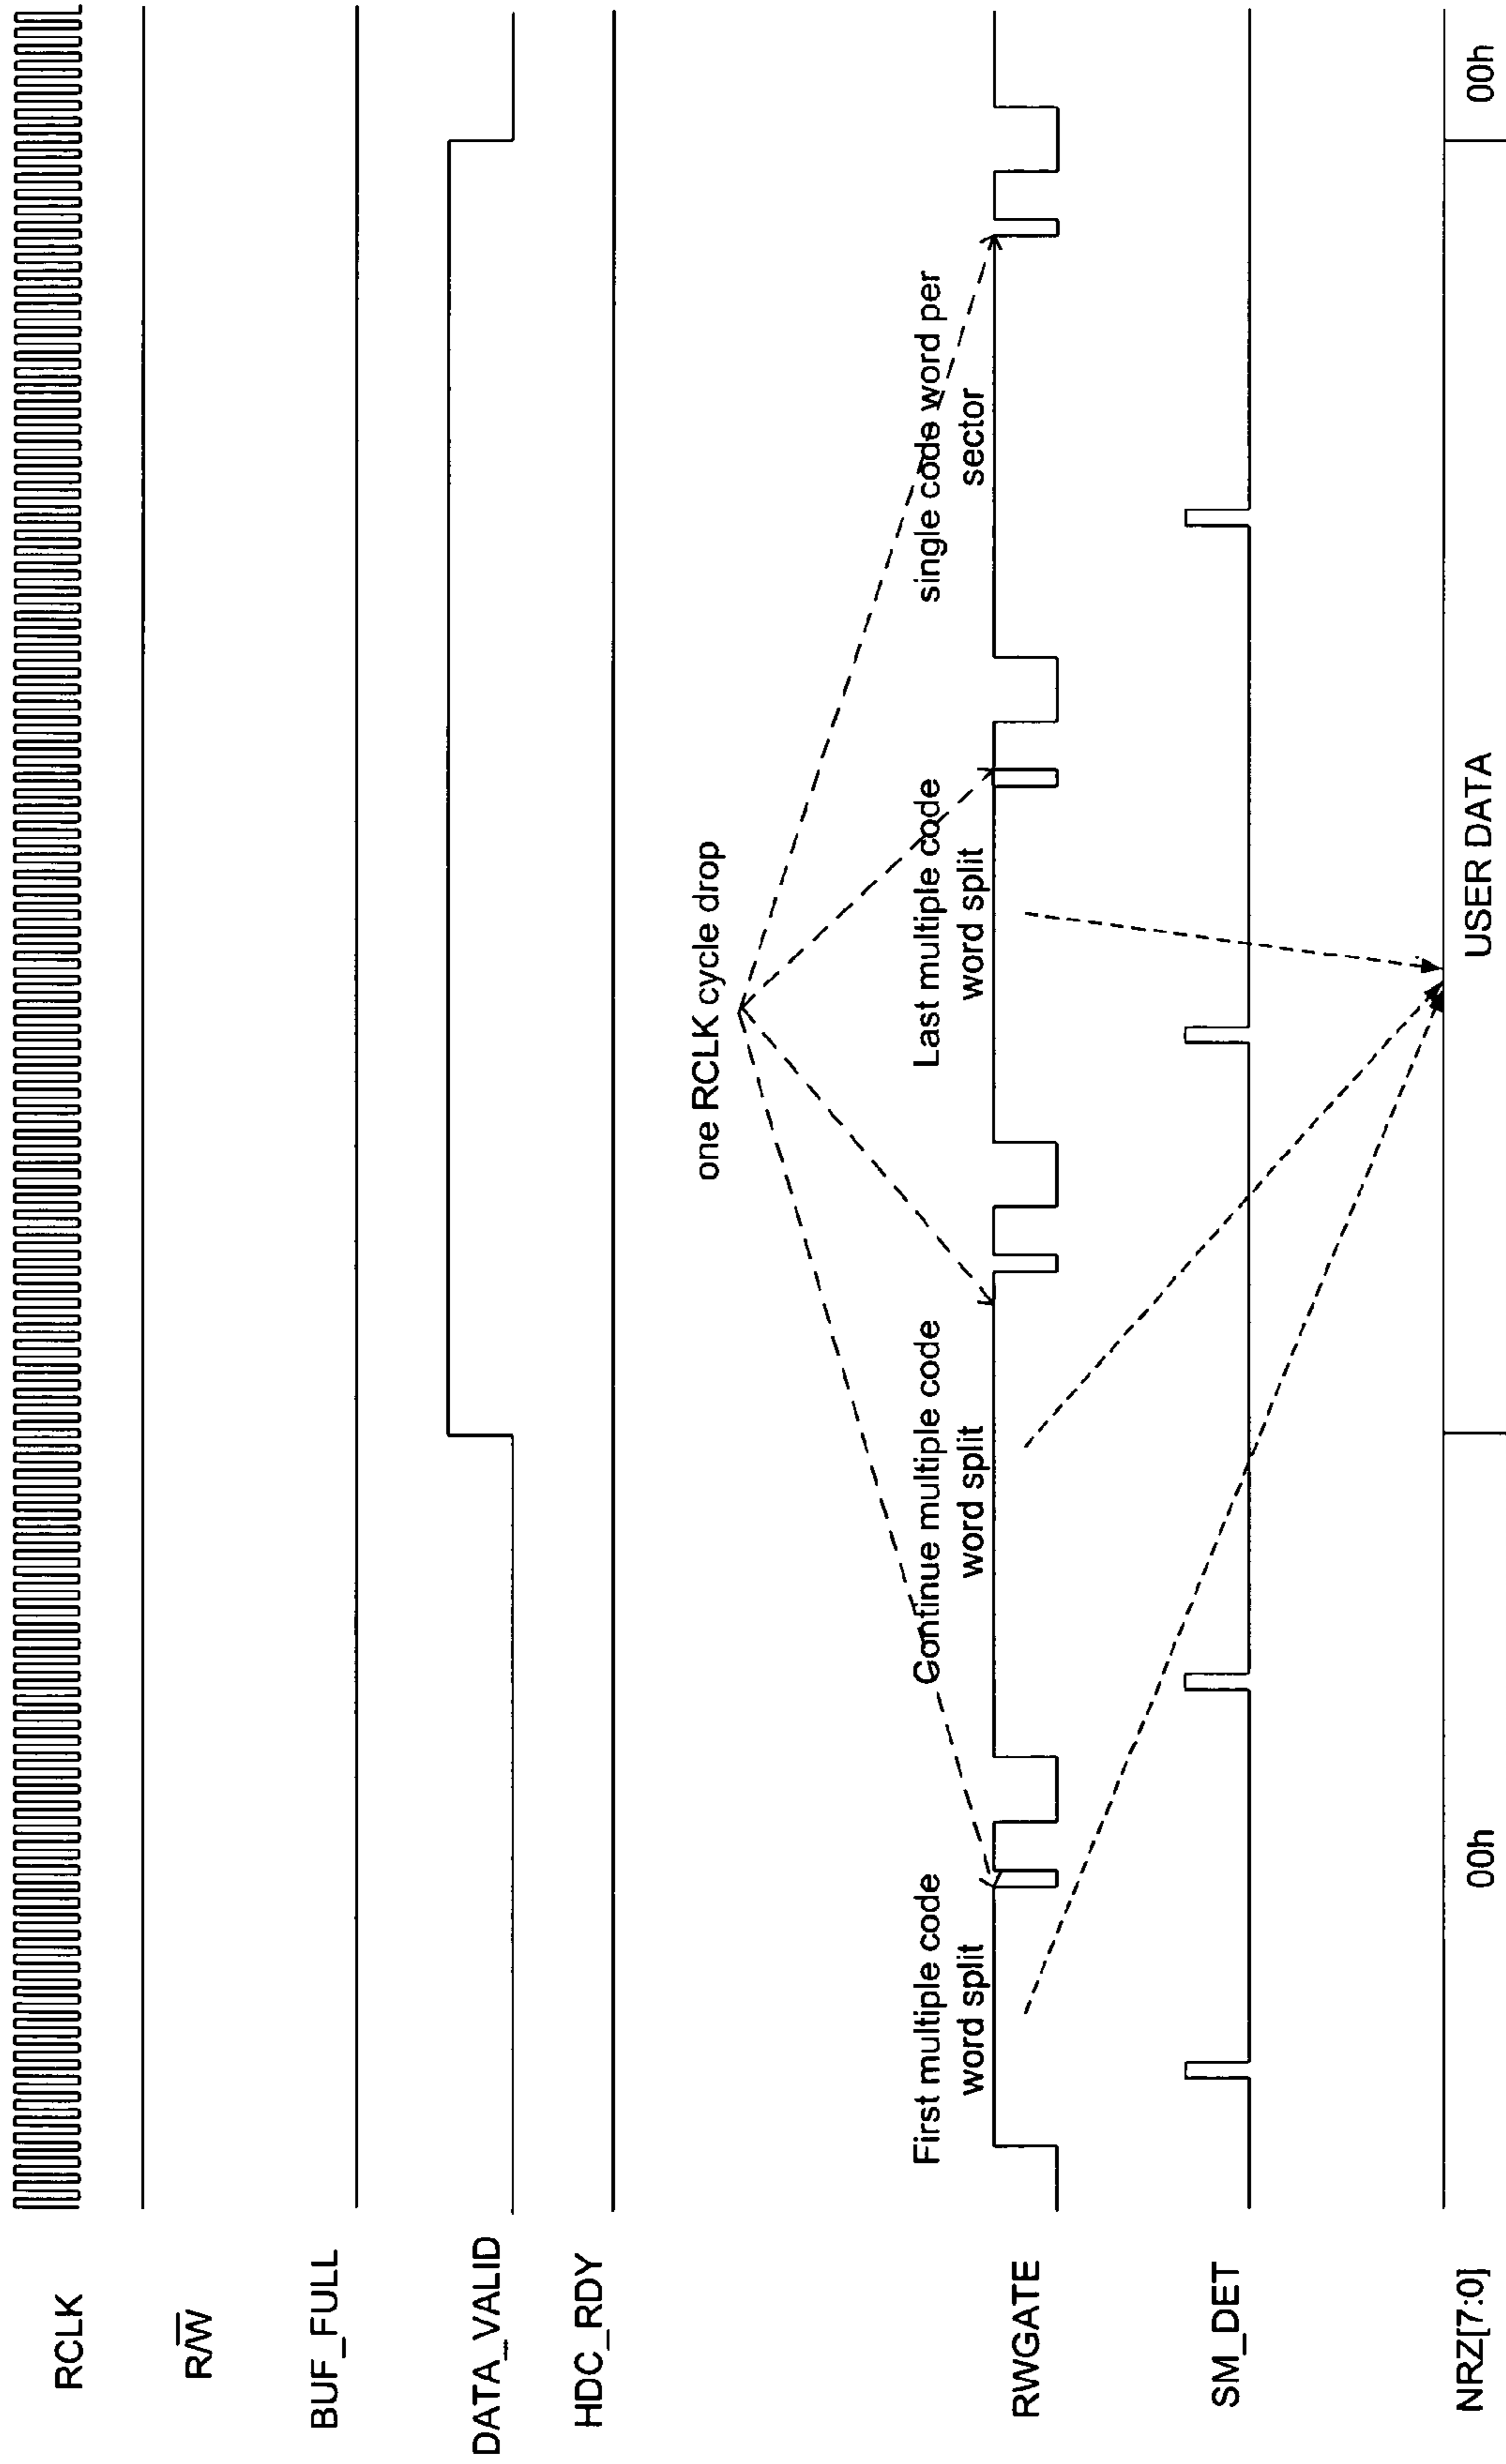 RCLK
R/W̅
BUF_FULL
DATA_VALID
HDC_RDY
one RCLK cycle drop
First multiple code
word split
Continue multiple code
word split
Last multiple code
word split
single code word per
sector
RWGATE
SM_DET
NRZ[7:0]
00h
USER DATA
00h